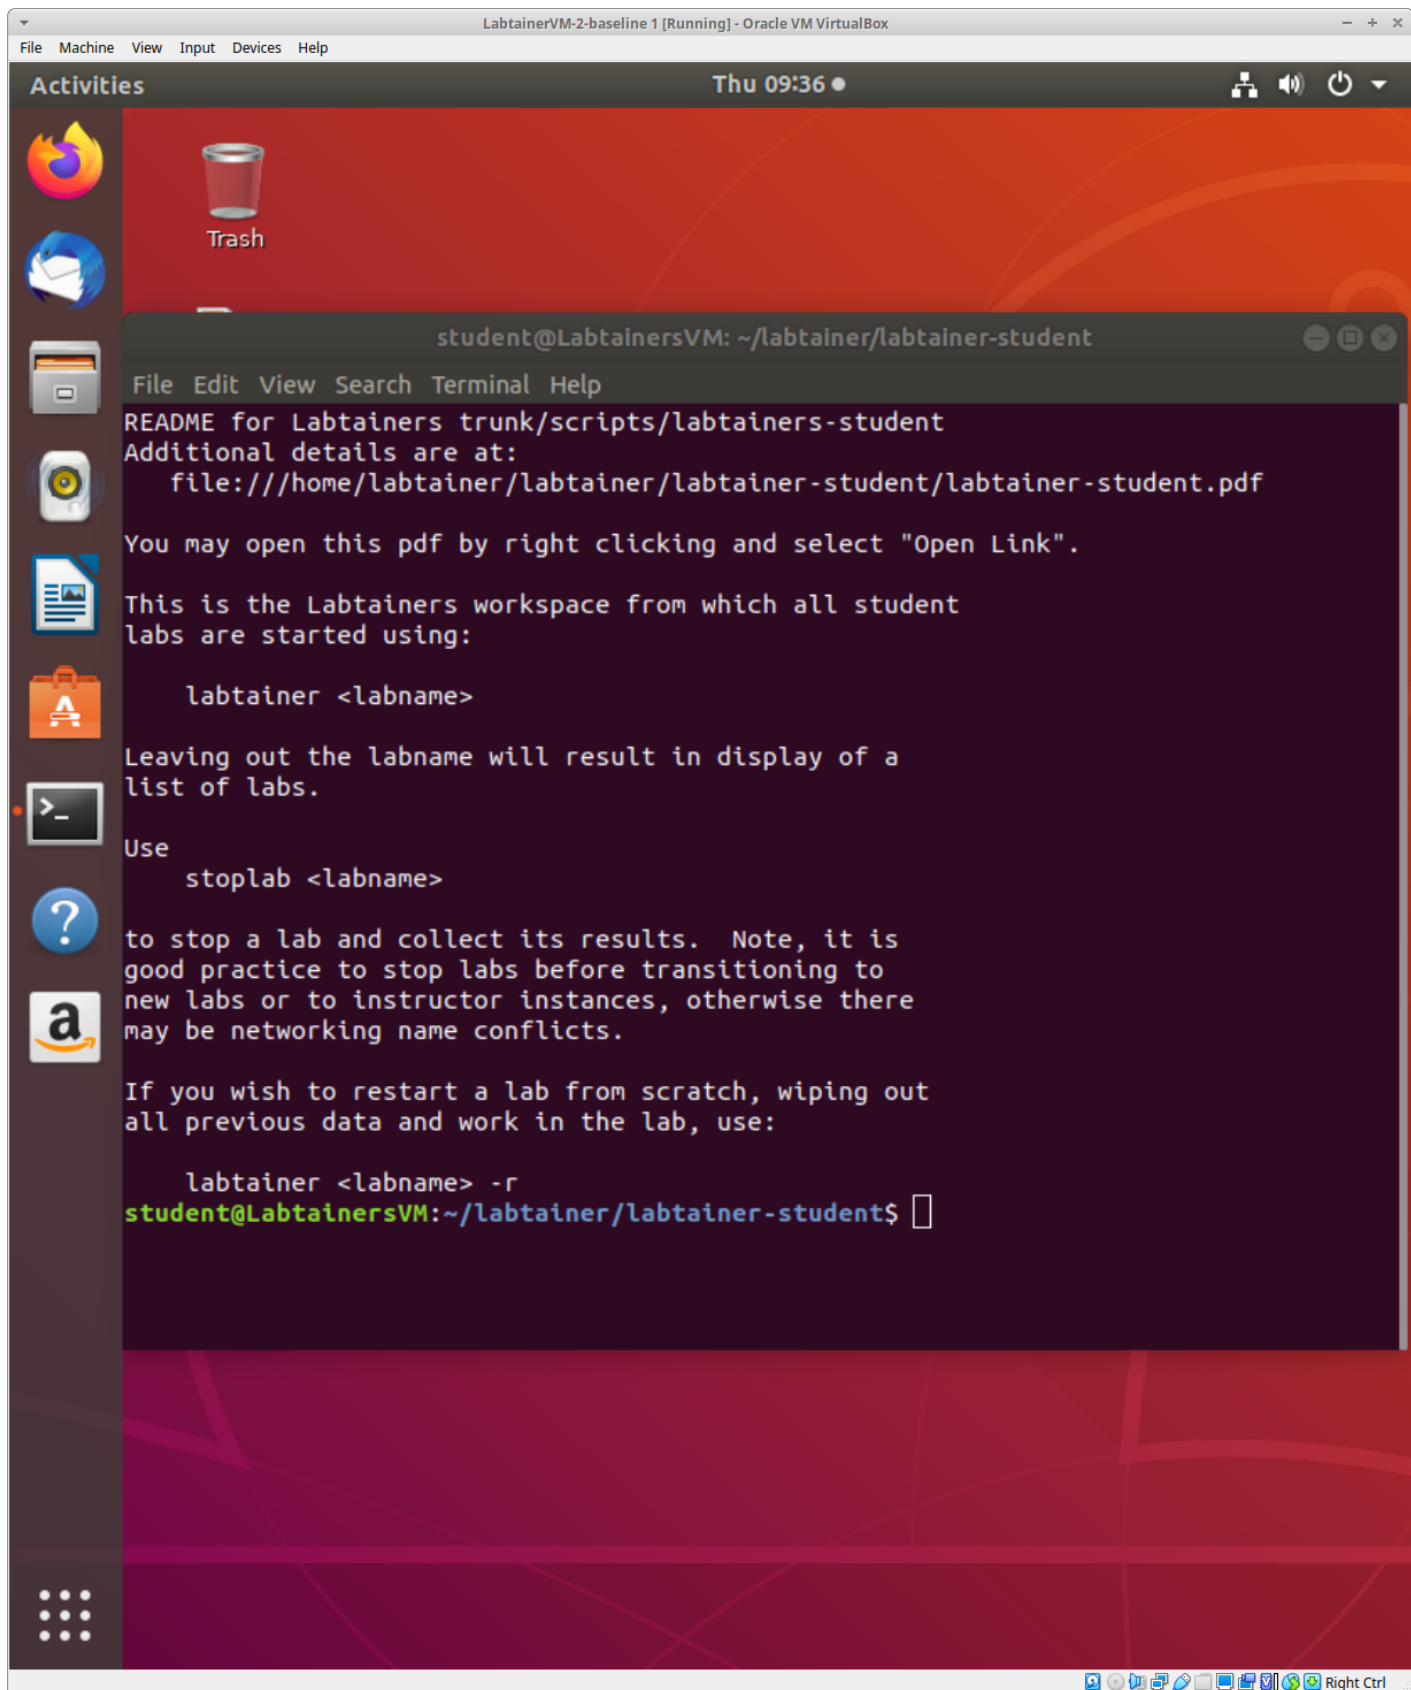 LabtainerVM-2-baseline 1 [Running] - Oracle VM VirtualBox
File Machine View Input Devices Help
Activities
Thu 09:36
Trash
student@LabtainersVM: ~/labtainer/labtainer-student
File Edit View Search Terminal Help
README for Labtainers trunk/scripts/labtainers-student
Additional details are at:
file:///home/labtainer/labtainer/labtainer-student/labtainer-student.pdf
You may open this pdf by right clicking and select "Open Link".
This is the Labtainers workspace from which all student
labs are started using:
labtainer <labname>
Leaving out the labname will result in display of a
list of labs.
Use
stoplab <labname>
to stop a lab and collect its results.  Note, it is
good practice to stop labs before transitioning to
new labs or to instructor instances, otherwise there
may be networking name conflicts.
If you wish to restart a lab from scratch, wiping out
all previous data and work in the lab, use:
labtainer <labname> -r
student@LabtainersVM:~/labtainer/labtainer-student$
Right Ctrl